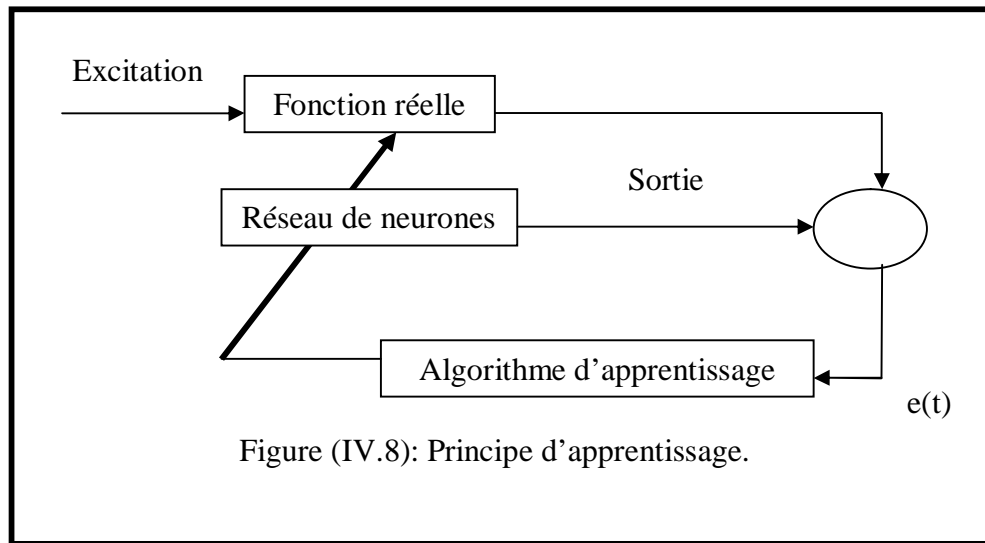 Excitation
Fonction réelle
Sortie
Réseau de neurones
Algorithme d’apprentissage
e(t)
Figure (IV.8): Principe d’apprentissage.